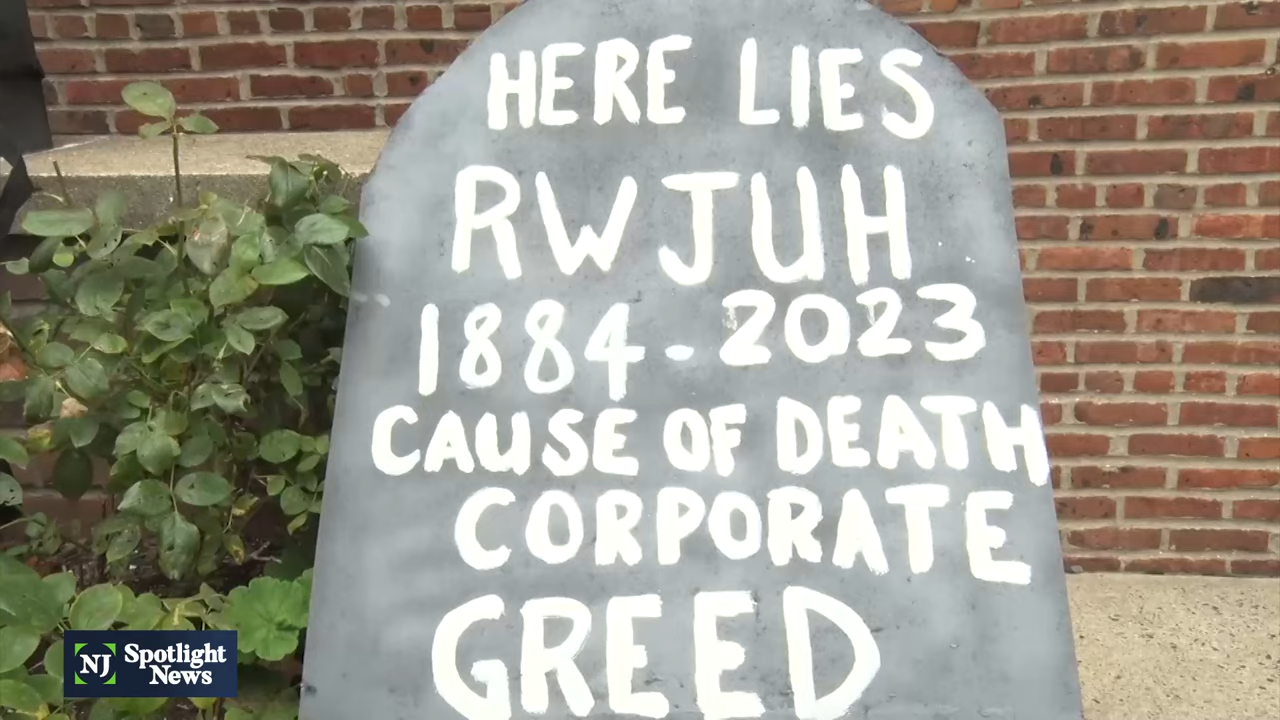 HERE LIES
RWJUH
1884-2023
CAUSE OF DEATH
CORPORATE
GREED
NJ Spotlight
News